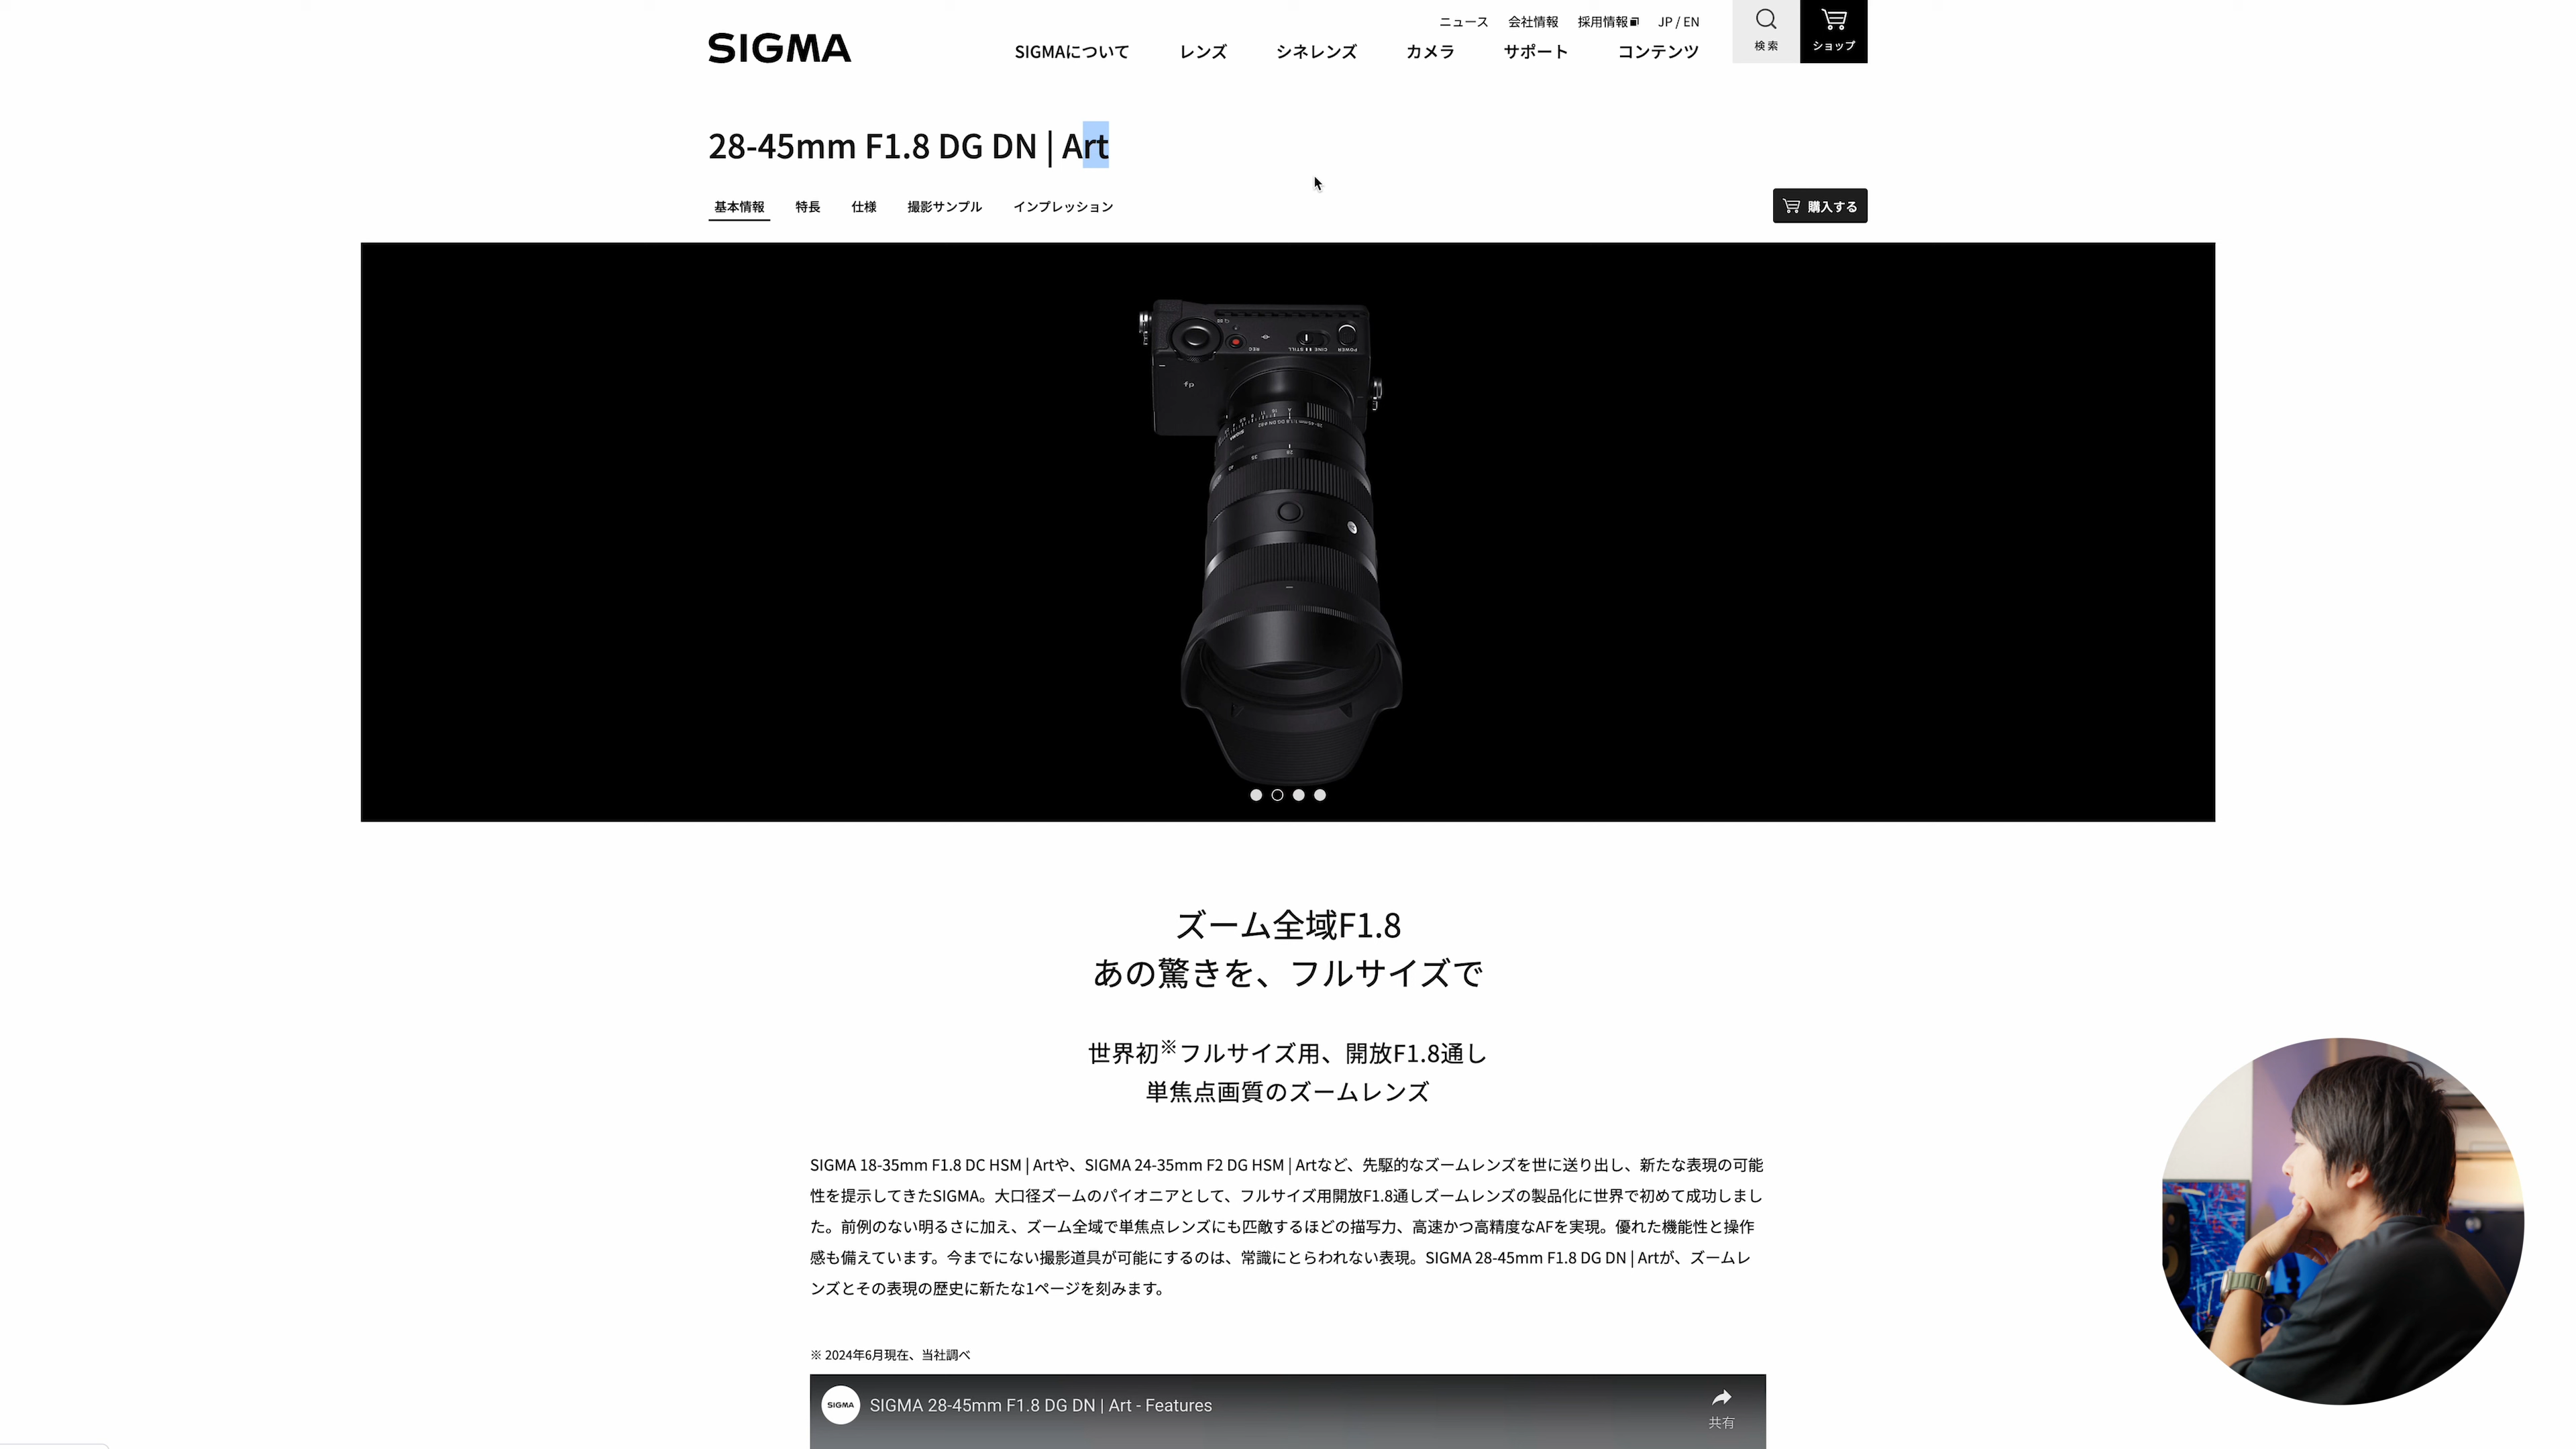 SIGMA
ニュース 会社情報 採用情報 JP / EN
SIGMAについて レンズ シネレンズ カメラ サポート コンテンツ
検索
ショップ
28-45mm F1.8 DG DN | Art
基本情報 特長 仕様 撮影サンプル インプレッション
購入する
REC
CINE STILL
POWER
fp
ズーム全域F1.8
あの驚きを、フルサイズで
世界初※フルサイズ用、開放F1.8通し
単焦点画質のズームレンズ
SIGMA 18-35mm F1.8 DC HSM | Artや、SIGMA 24-35mm F2 DG HSM | Artなど、先駆的なズームレンズを世に送り出し、新たな表現の可能
性を提示してきたSIGMA。大口径ズームのパイオニアとして、フルサイズ用開放F1.8通しズームレンズの製品化に世界で初めて成功しまし
た。前例のない明るさに加え、ズーム全域で単焦点レンズにも匹敵するほどの描写力、高速かつ高精度なAFを実現。優れた機能性と操作
感も備えています。今までにない撮影道具が可能にするのは、常識にとらわれない表現。SIGMA 28-45mm F1.8 DG DN | Artが、ズームレ
ンズとその表現の歴史に新たな1ページを刻みます。
※ 2024年6月現在、当社調べ
SIGMA
SIGMA 28-45mm F1.8 DG DN | Art - Features
共有